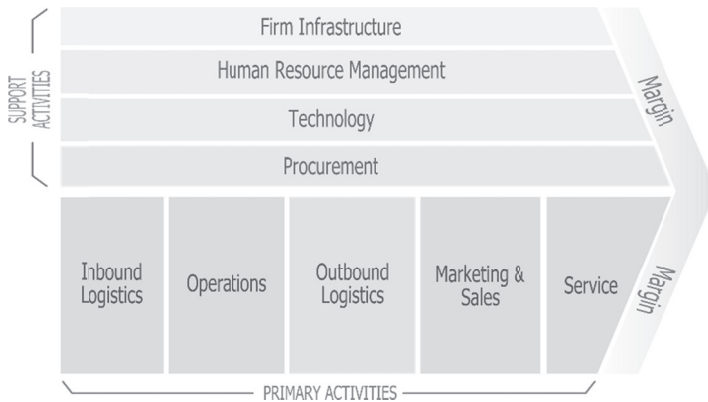 Firm Infrastructure
Human Resource Management
Technology
Procurement
SUPPORT
ACTIVITIES
Margin
Inbound
Logistics
Operations
Outbound
Logistics
Marketing &
Sales
Service
Margin
PRIMARY ACTIVITIES